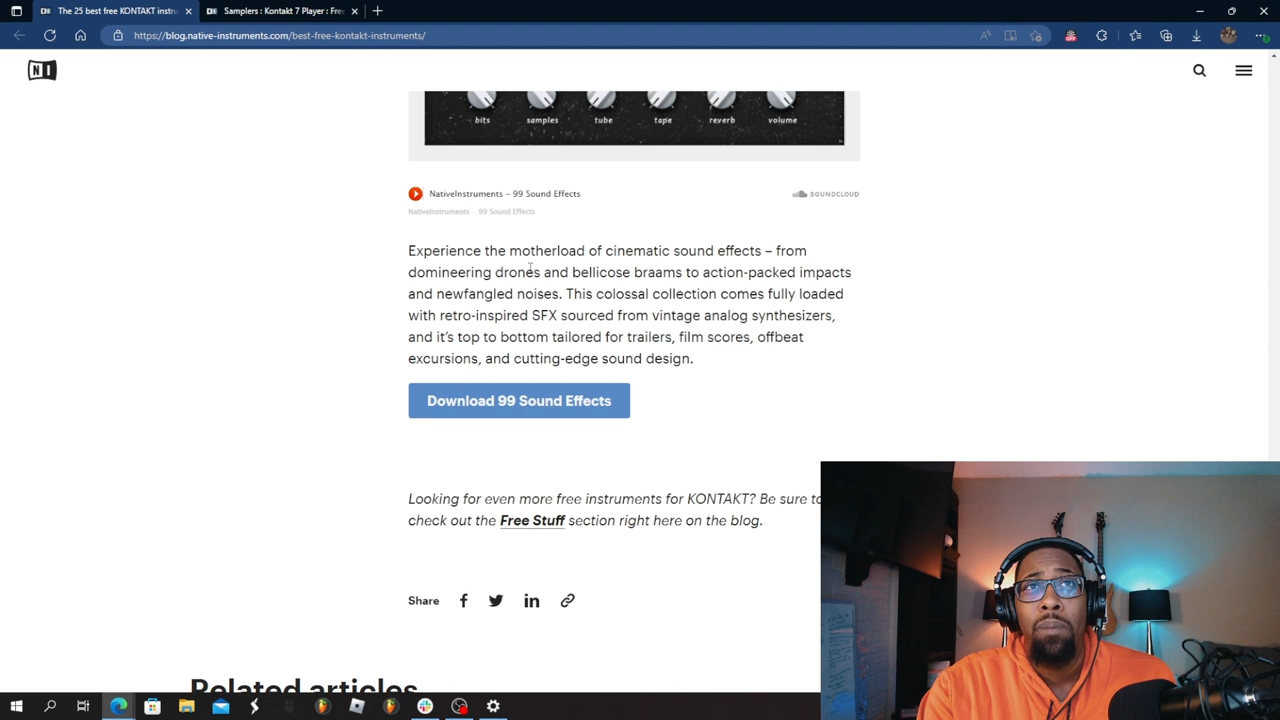 The 25 best free KONTAKT instru
Samplers : Kontakt 7 Player : Fre
https://blog.native-instruments.com/best-free-kontakt-instruments/
NI
bits samples tube tape reverb volume
NativeInstruments – 99 Sound Effects
SOUNDCLOUD
NativeInstruments 99 Sound Effects
Experience the motherload of cinematic sound effects – from
domineering drones and bellicose braams to action-packed impacts
and newfangled noises. This colossal collection comes fully loaded
with retro-inspired SFX sourced from vintage analog synthesizers,
and it's top to bottom tailored for trailers, film scores, offbeat
excursions, and cutting-edge sound design.
Download 99 Sound Effects
Looking for even more free instruments for KONTAKT? Be sure to
check out the Free Stuff section right here on the blog.
Share
Related articles